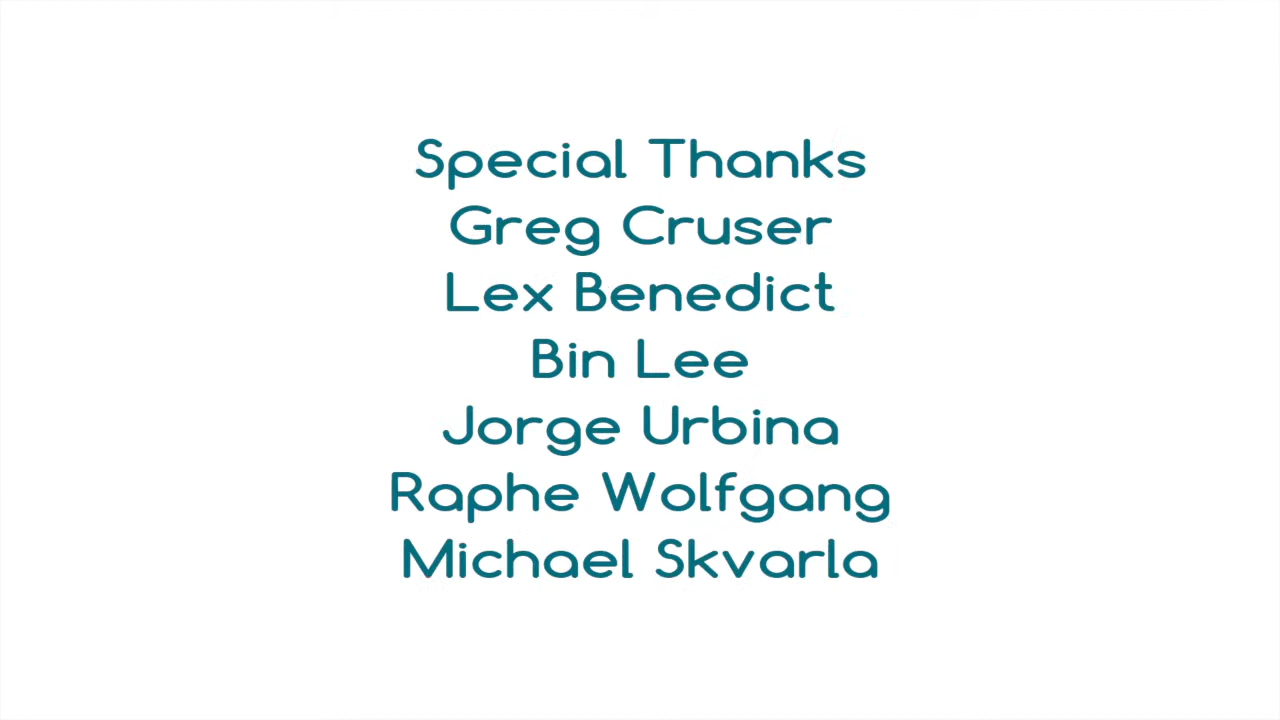 Special Thanks
Greg Cruser
Lex Benedict
Bin Lee
Jorge Urbina
Raphe Wolfgang
Michael Skvarla